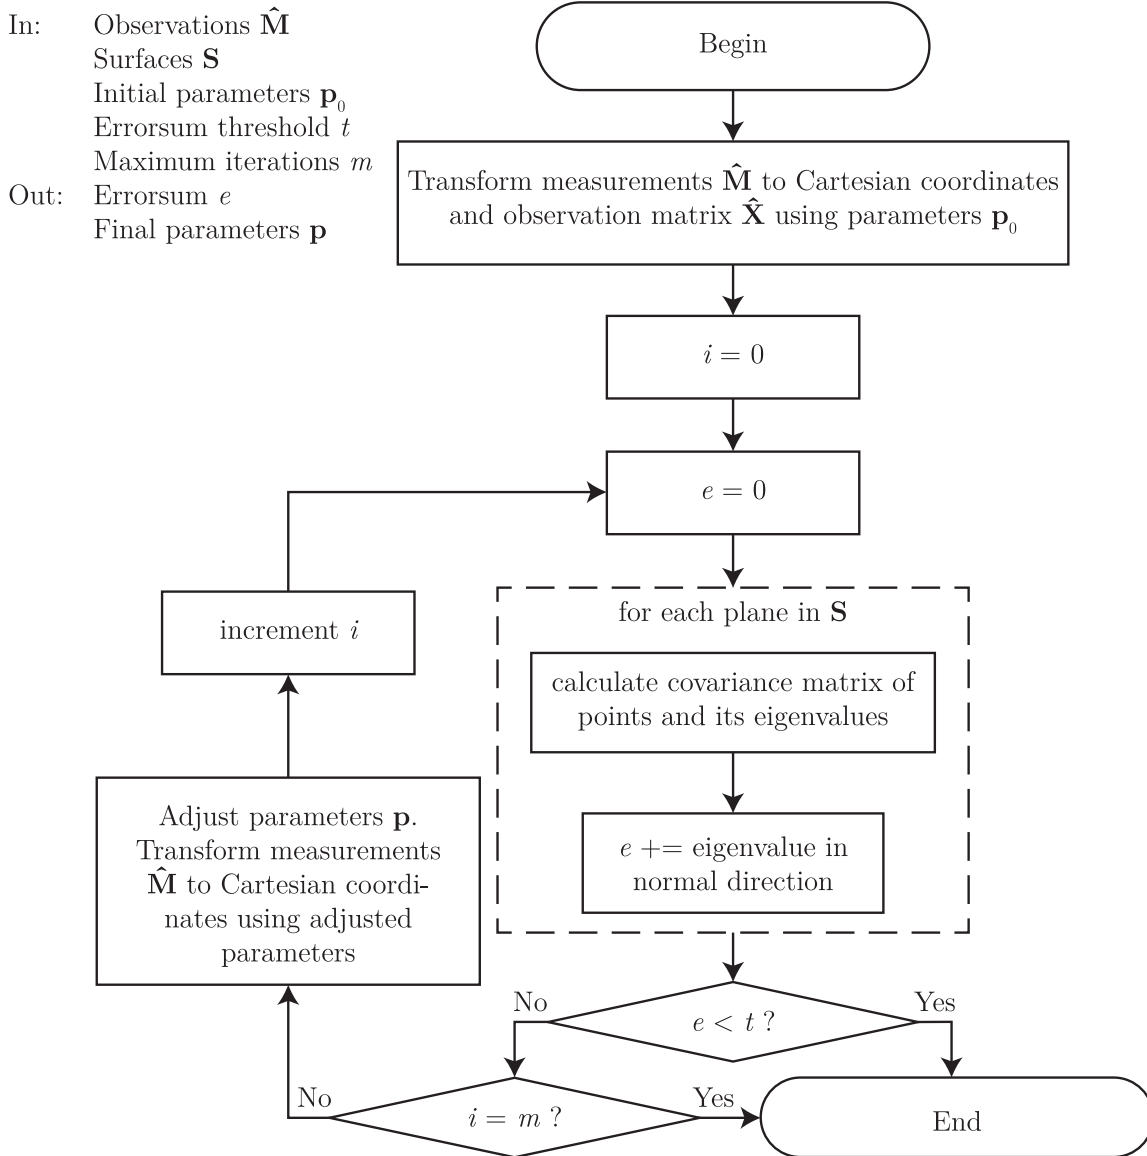 In: Observations M̂
Surfaces S
Initial parameters p₀
Errorsum threshold t
Maximum iterations m
Out: Errorsum e
Final parameters p
Begin
Transform measurements M̂ to Cartesian coordinates
and observation matrix X̂ using parameters p₀
i = 0
e = 0
for each plane in S
calculate covariance matrix of
points and its eigenvalues
e += eigenvalue in
normal direction
e < t ?
No
Yes
i = m ?
No
Yes
End
Adjust parameters p.
Transform measurements
M̂ to Cartesian coordi-
nates using adjusted
parameters
increment i